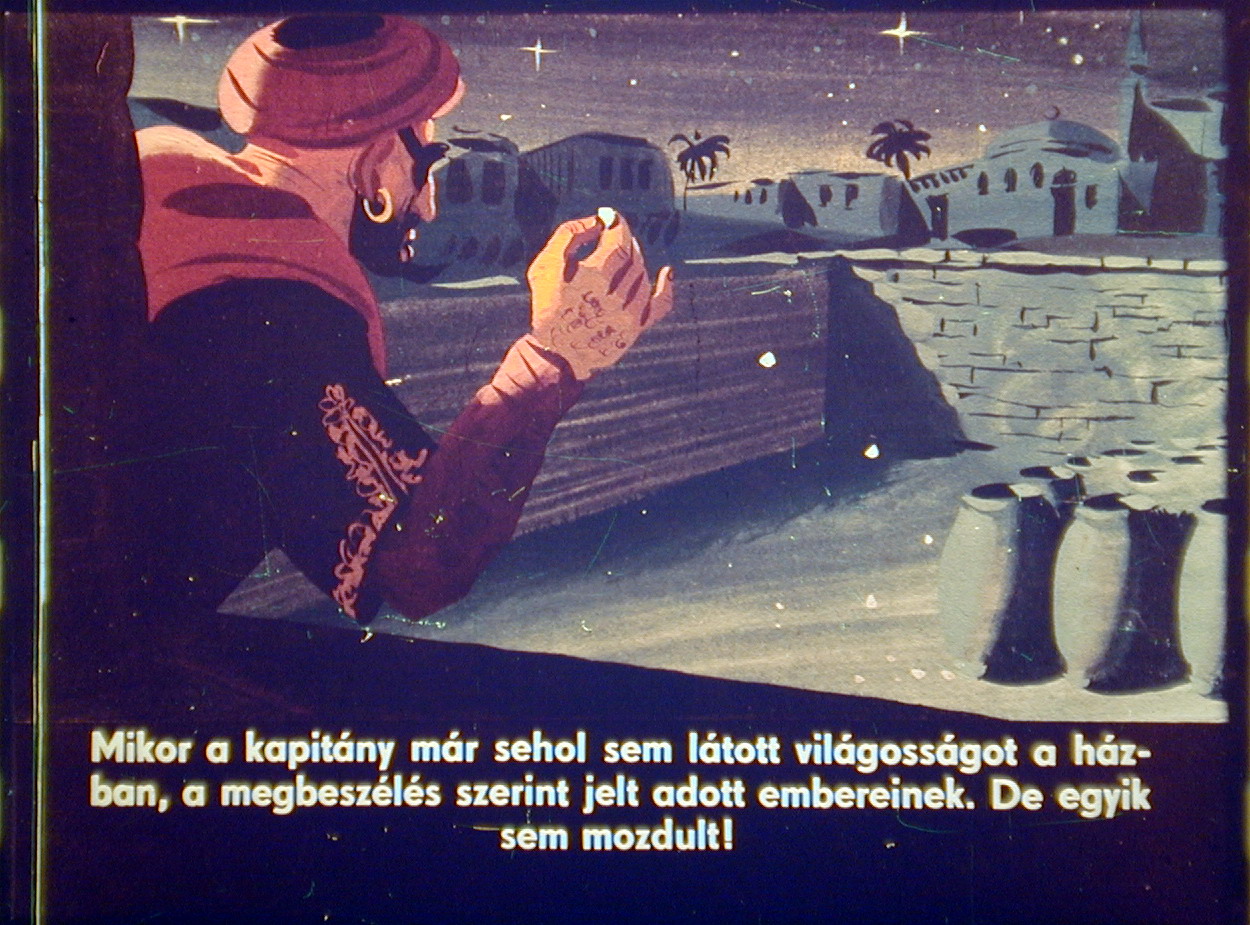 Mikor a kapitány már sehol sem látott világosságot a ház-
ban, a megbeszélés szerint jelt adott embereinek. De egyik
sem mozdult!